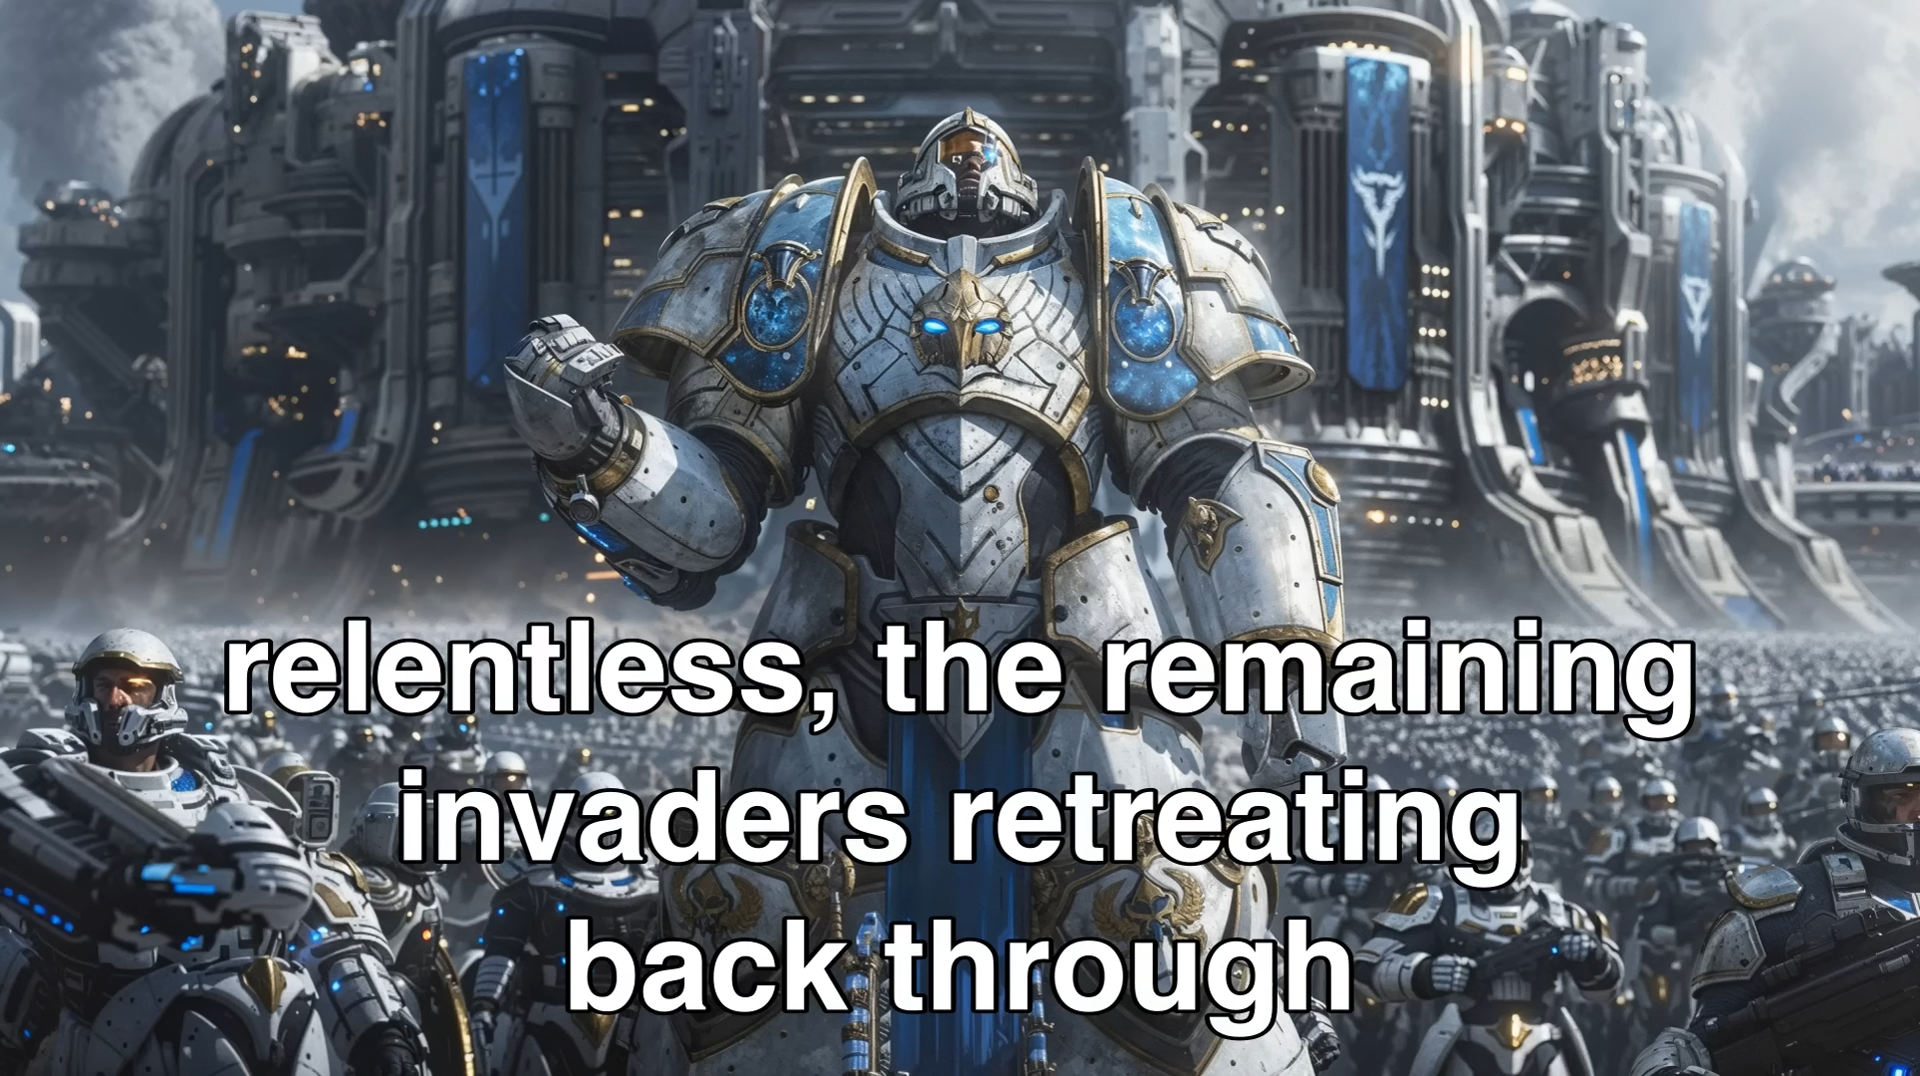 relentless, the remaining
invaders retreating
back through